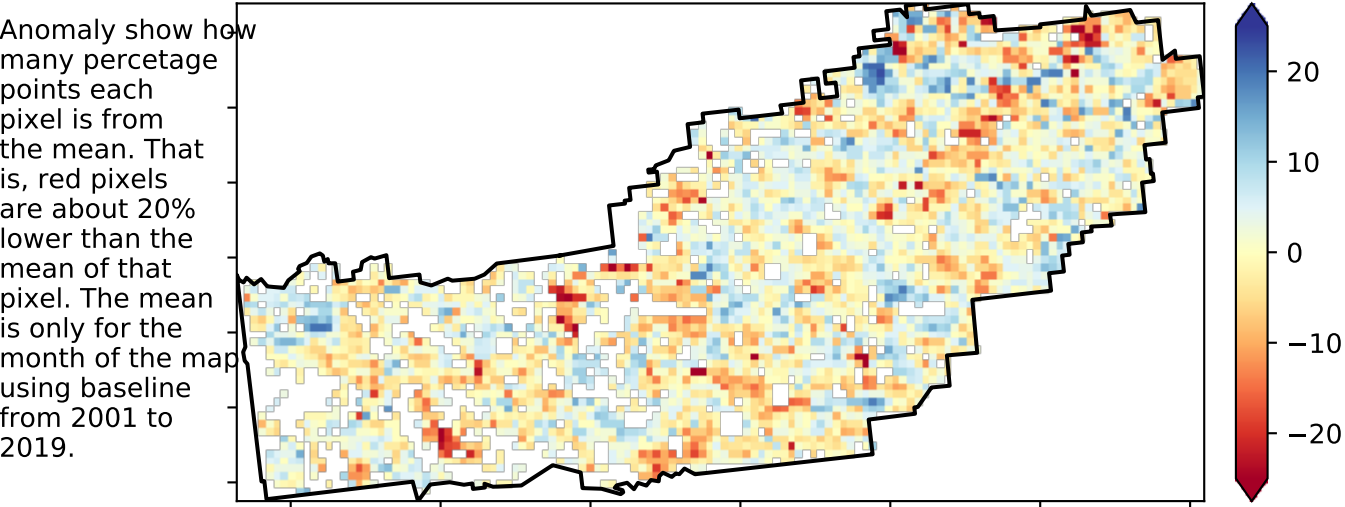 Anomaly show how
many percetage
points each
pixel is from
the mean. That
is, red pixels
are about 20%
lower than the
mean of that
pixel. The mean
is only for the
month of the map
using baseline
from 2001 to
2019.
20
10
0
−10
−20